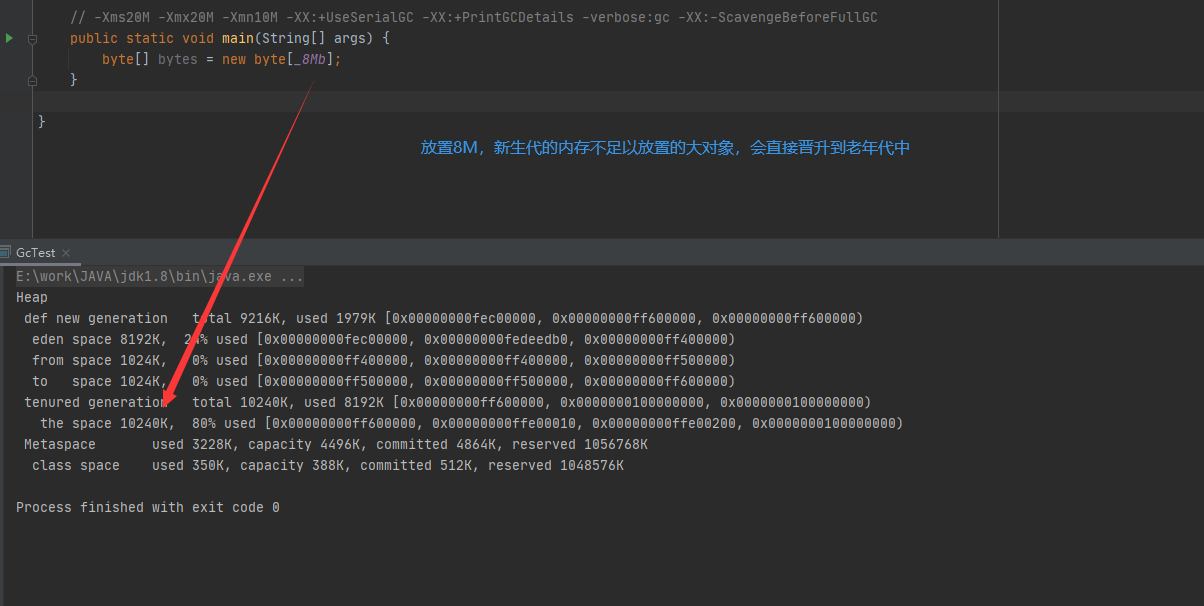 // -Xms20M -Xmx20M -Xmn10M -XX:+UseSerialGC -XX:+PrintGCDetails -verbose:gc -XX:-ScavengeBeforeFullGC
public static void main(String[] args) {
byte[] bytes = new byte[_8Mb];
}
}
放置8M，新生代的内存不足以放置的大对象，会直接晋升到老年代中
GcTest
E:\work\JAVA\jdk1.8\bin\java.exe ...
Heap
def new generation total 9216K, used 1979K [0x00000000fec00000, 0x00000000ff600000, 0x00000000ff600000)
eden space 8192K, 24% used [0x00000000fec00000, 0x00000000fedeedb0, 0x00000000ff400000)
from space 1024K, 0% used [0x00000000ff400000, 0x00000000ff400000, 0x00000000ff500000)
to space 1024K, 0% used [0x00000000ff500000, 0x00000000ff500000, 0x00000000ff600000)
tenured generation total 10240K, used 8192K [0x00000000ff600000, 0x0000000100000000, 0x0000000100000000)
the space 10240K, 80% used [0x00000000ff600000, 0x00000000ffe00010, 0x00000000ffe00200, 0x0000000100000000)
Metaspace used 3228K, capacity 4496K, committed 4864K, reserved 1056768K
class space used 350K, capacity 388K, committed 512K, reserved 1048576K
Process finished with exit code 0